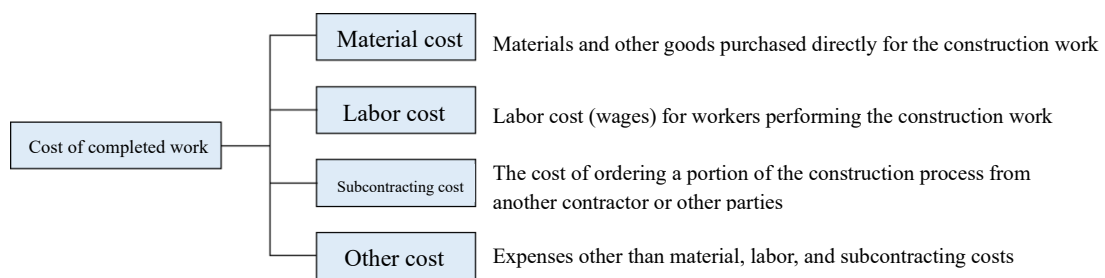 Material cost
Materials and other goods purchased directly for the construction work
Labor cost
Labor cost (wages) for workers performing the construction work
Cost of completed work
Subcontracting cost
The cost of ordering a portion of the construction process from
another contractor or other parties
Other cost
Expenses other than material, labor, and subcontracting costs